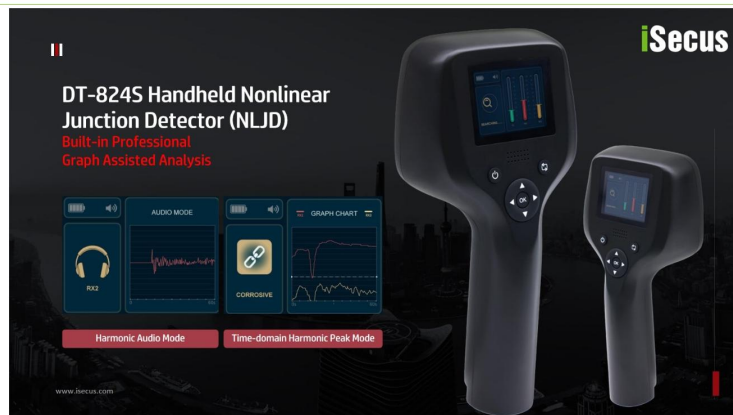 iSecus
DT-824S Handheld Nonlinear
Junction Detector (NLJD)
Built-in Professional
Graph Assisted Analysis
AUDIO MODE
RX2
GRAPH CHART
CORROSIVE
Harmonic Audio Mode
Time-domain Harmonic Peak Mode
OK
OK
www.isecus.com